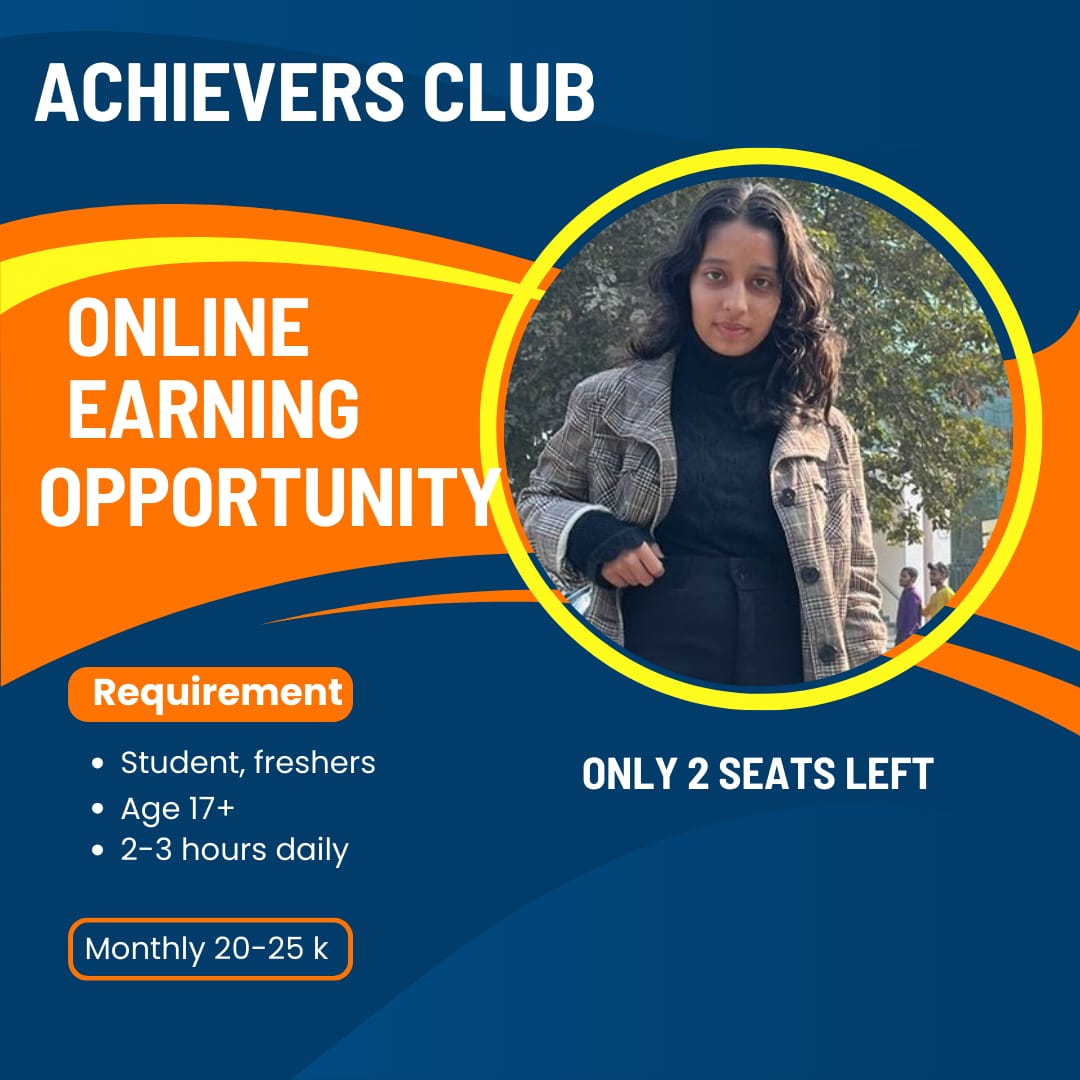 ACHIEVERS CLUB
ONLINE
EARNING
OPPORTUNITY
Requirement
• Student, freshers
• Age 17+
• 2-3 hours daily
ONLY 2 SEATS LEFT
Monthly 20-25 k